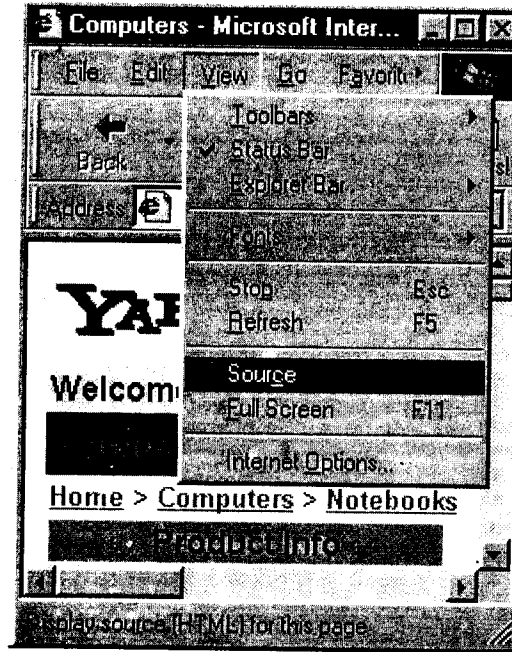 Computers - Microsoft Inter...
File Edit View Go Favorit
Back
Toolbars
Status Bar
Explorer Bar
Address
Fonts
Stop Esc
Refresh F5
YA
Source
Welcom
Full Screen F11
Internet Options...
Home > Computers > Notebooks
Product Info
Display source (HTML) for this page.